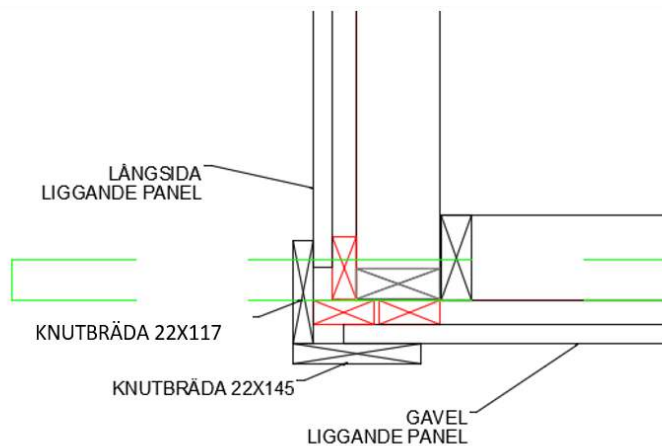 LÅNGSIDA
LIGGANDE PANEL
KNUTBRÄDA 22X117
KNUTBRÄDA 22X145
GAVEL
LIGGANDE PANEL